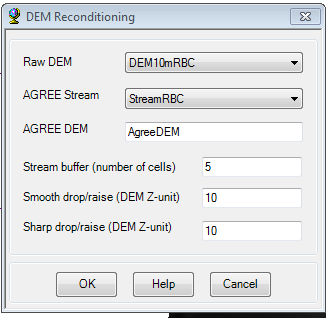 DEM Reconditioning
Raw DEM DEM10mRBC
AGREE Stream StreamRBC
AGREE DEM AgreeDEM
Stream buffer (number of cells) 5
Smooth drop/raise (DEM Z-unit) 10
Sharp drop/raise (DEM Z-unit) 10
OK Help Cancel